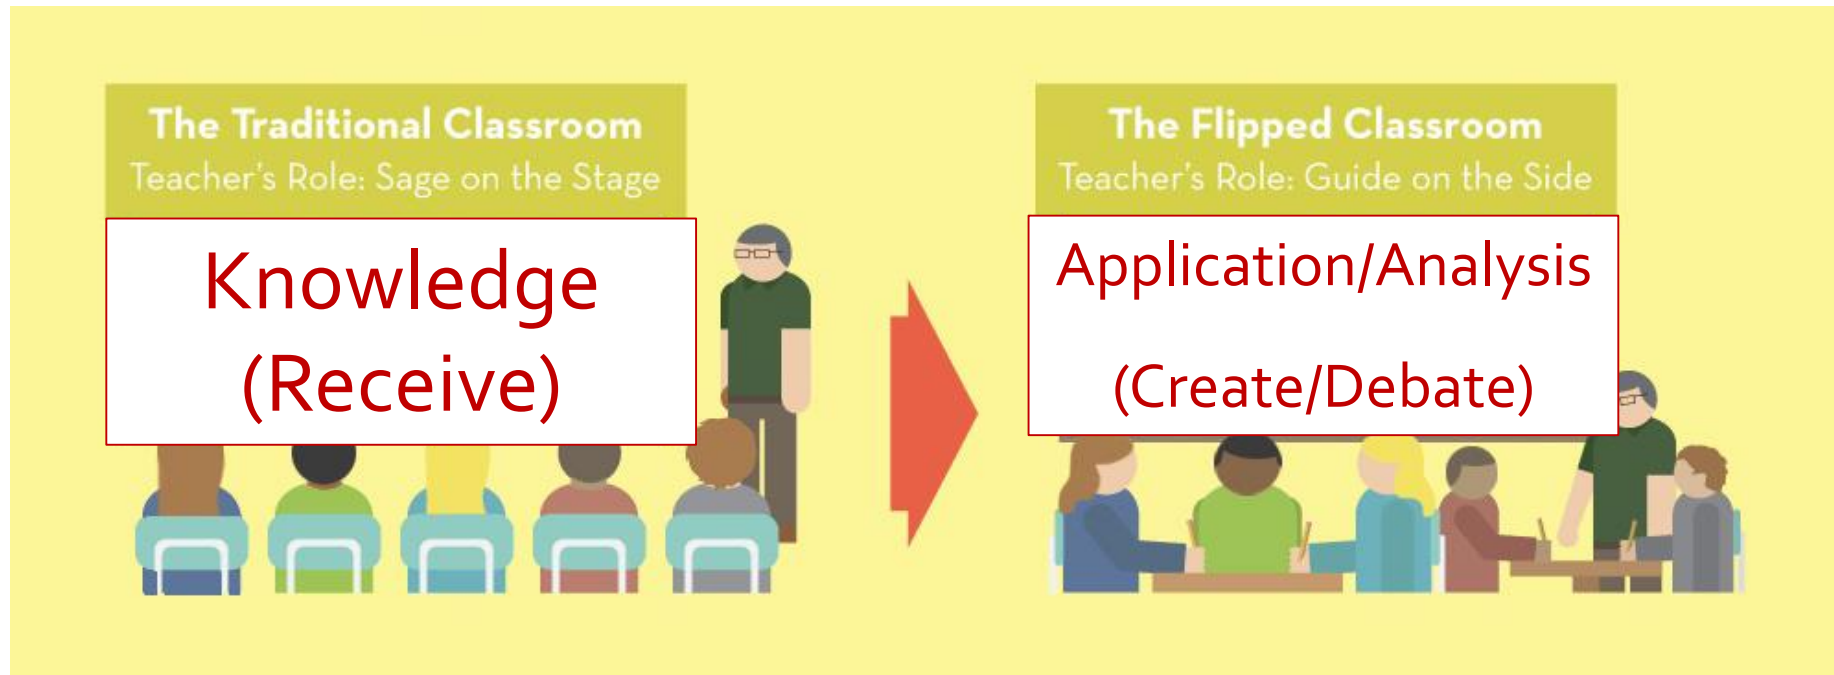 The Traditional Classroom
Teacher's Role: Sage on the Stage
Knowledge
(Receive)
The Flipped Classroom
Teacher's Role: Guide on the Side
Application/Analysis
(Create/Debate)